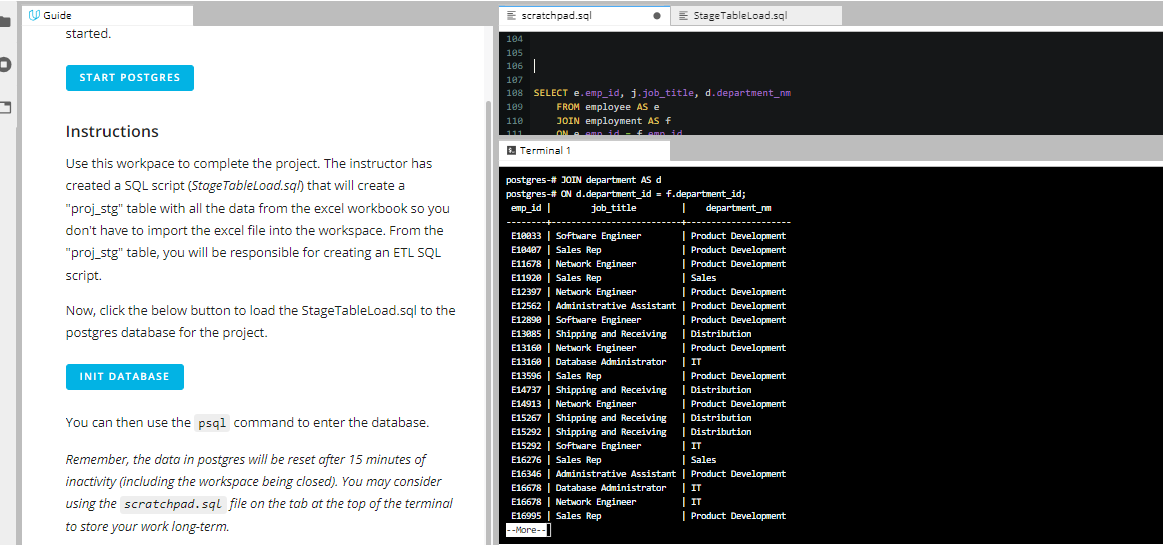 Guide
started.
START POSTGRES
Instructions
Use this workpace to complete the project. The instructor has
created a SQL script (StageTableLoad.sql) that will create a
"proj_stg" table with all the data from the excel workbook so you
don't have to import the excel file into the workspace. From the
"proj_stg" table, you will be responsible for creating an ETL SQL
script.
Now, click the below button to load the StageTableLoad.sql to the
postgres database for the project.
INIT DATABASE
You can then use the psql command to enter the database.
Remember, the data in postgres will be reset after 15 minutes of
inactivity (including the workspace being closed). You may consider
using the scratchpad.sql file on the tab at the top of the terminal
to store your work long-term.
scratchpad.sql
StageTableLoad.sql
104
105
106
107
108 SELECT e.emp_id, j.job_title, d.department_nm
109 FROM employee AS e
110 JOIN employment AS f
111 ON e.emp_id = f.emp_id
Terminal 1
postgres-# JOIN department AS d
postgres-# ON d.department_id = f.department_id;
emp_id | job_title | department_nm
--------+--------------------------+---------------------
E10033 | Software Engineer | Product Development
E10407 | Sales Rep | Product Development
E11678 | Network Engineer | Product Development
E11920 | Sales Rep | Sales
E12397 | Network Engineer | Product Development
E12562 | Administrative Assistant | Product Development
E12890 | Software Engineer | Product Development
E13085 | Shipping and Receiving | Distribution
E13160 | Network Engineer | Product Development
E13160 | Database Administrator | IT
E13596 | Sales Rep | Product Development
E14737 | Shipping and Receiving | Distribution
E14913 | Network Engineer | Product Development
E15267 | Shipping and Receiving | Distribution
E15292 | Shipping and Receiving | Distribution
E15292 | Software Engineer | IT
E16276 | Sales Rep | Sales
E16346 | Administrative Assistant | Product Development
E16678 | Database Administrator | IT
E16678 | Network Engineer | IT
E16995 | Sales Rep | Product Development
--More--